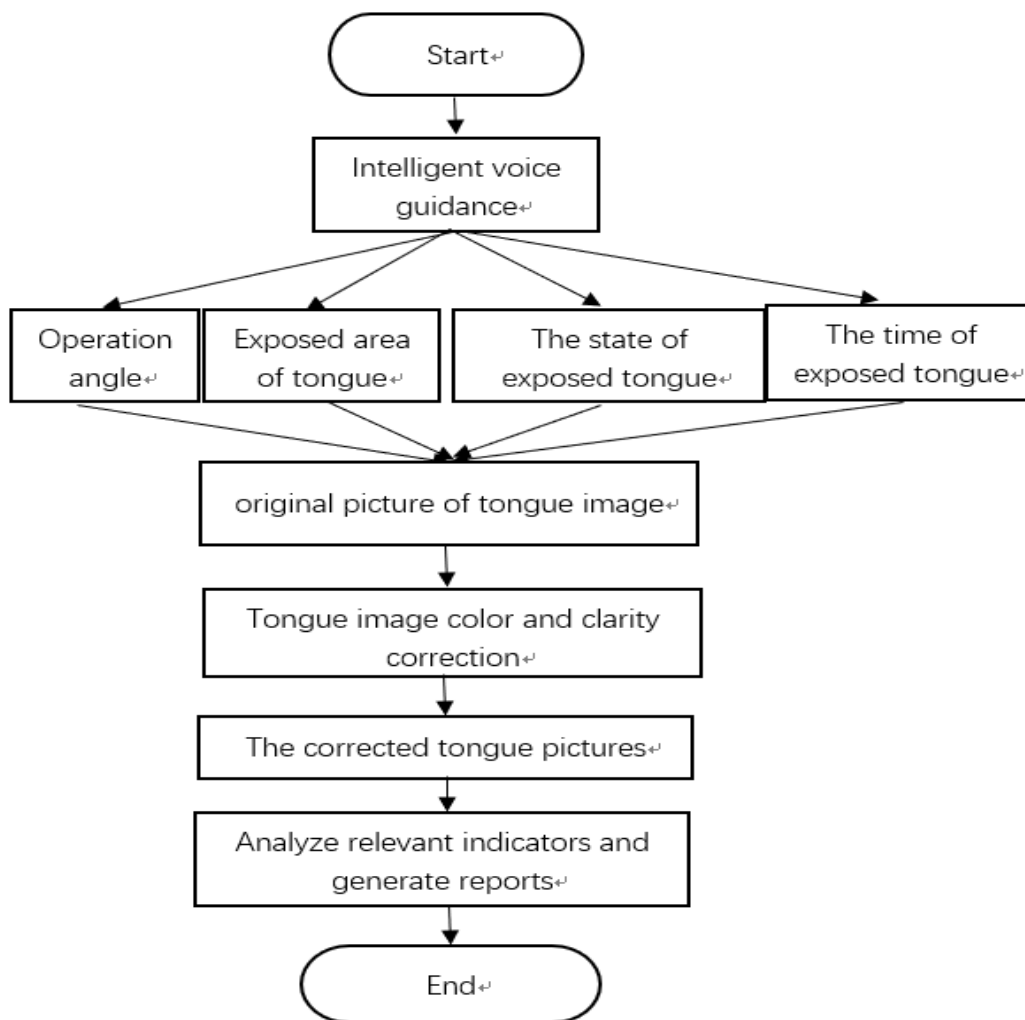 Start↵
Intelligent voice
guidance↵
Operation
angle↵
Exposed area
of tongue↵
The state of
exposed tongue↵
The time of
exposed tongue↵
original picture of tongue image↵
Tongue image color and clarity
correction↵
The corrected tongue pictures↵
Analyze relevant indicators and
generate reports↵
End↵